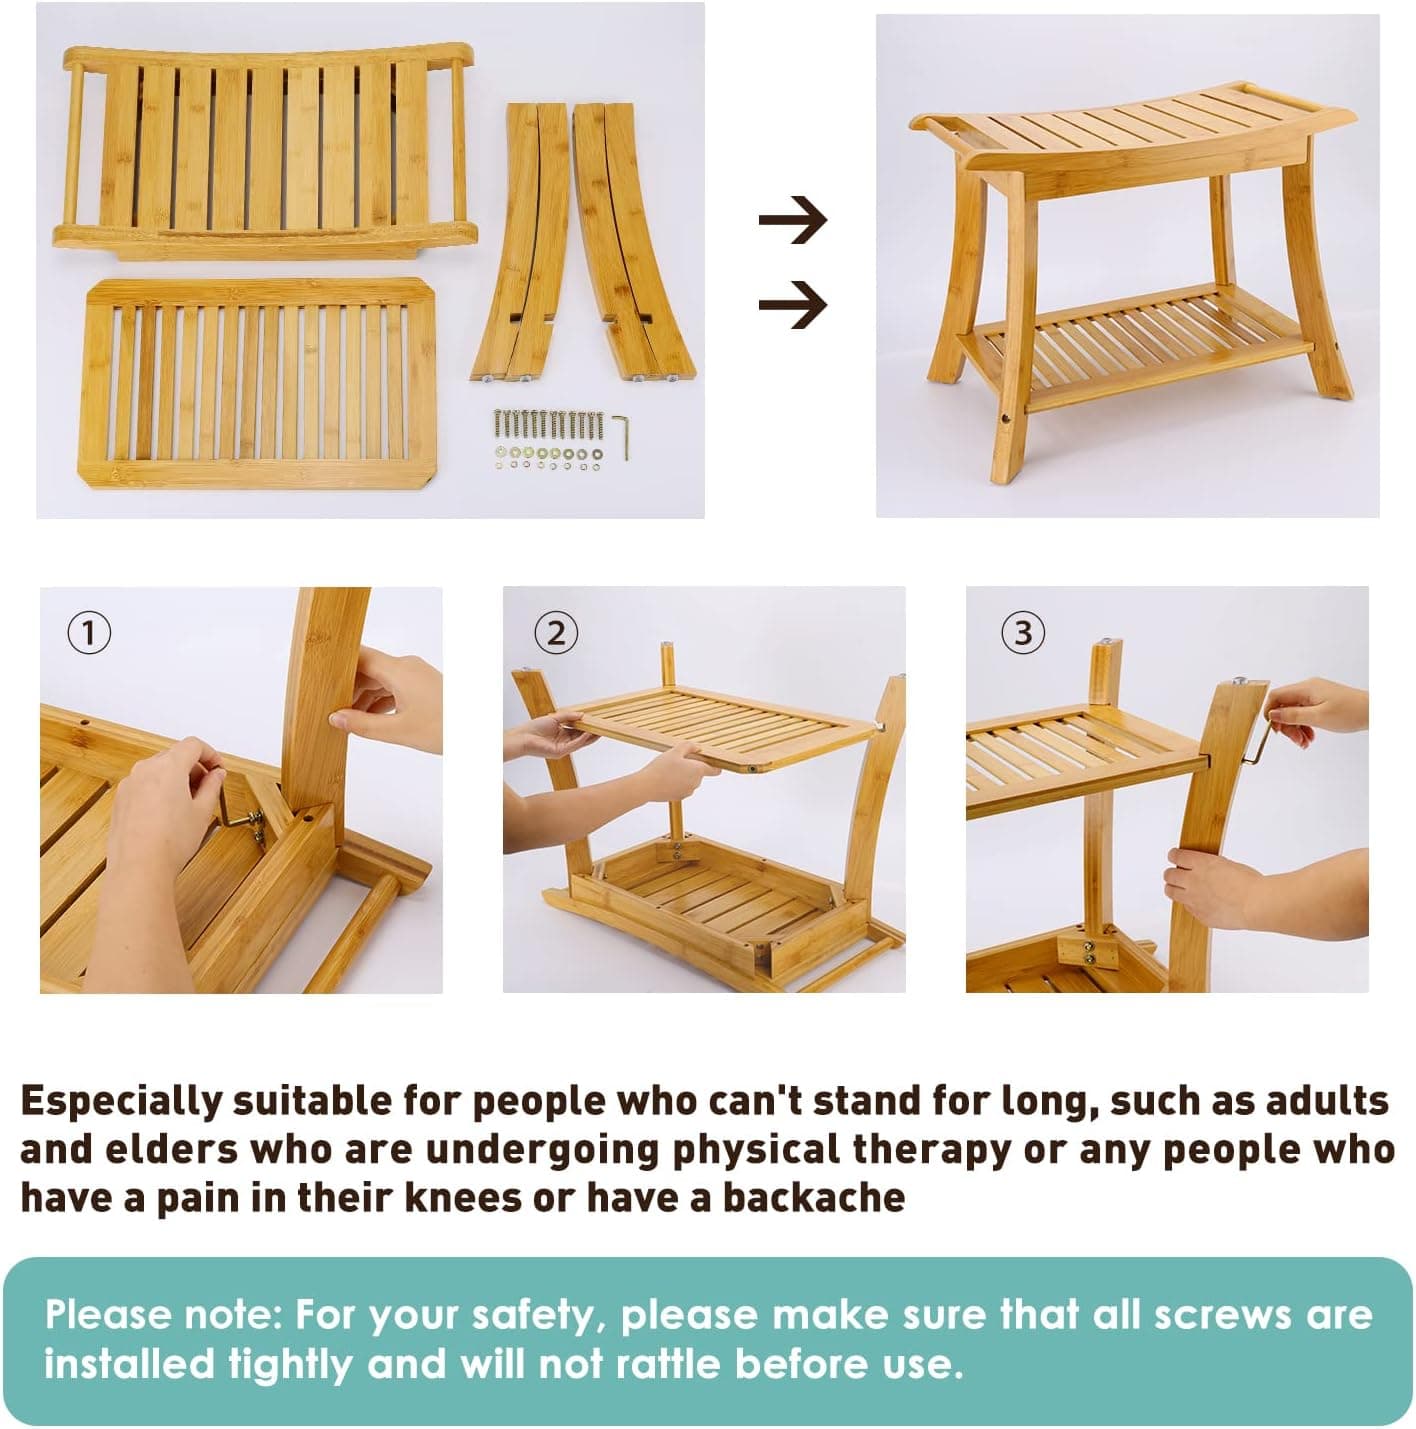 ①
②
③
Especially suitable for people who can't stand for long, such as adults
and elders who are undergoing physical therapy or any people who
have a pain in their knees or have a backache
Please note: For your safety, please make sure that all screws are
installed tightly and will not rattle before use.